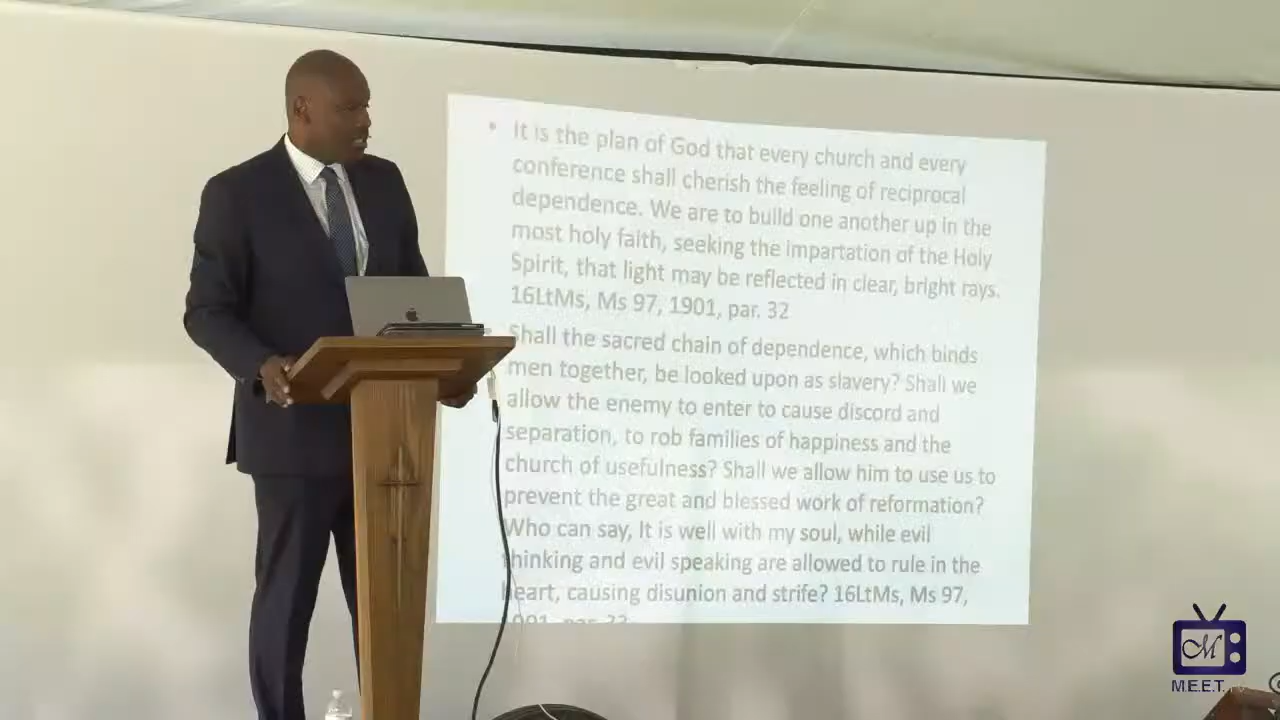 • It is the plan of God that every church and every
conference shall cherish the feeling of reciprocal
dependence. We are to build one another up in the
most holy faith, seeking the impartation of the Holy
Spirit, that light may be reflected in clear, bright rays.
16LtMs, Ms 97, 1901, par. 32
Shall the sacred chain of dependence, which binds
men together, be looked upon as slavery? Shall we
allow the enemy to enter to cause discord and
separation, to rob families of happiness and the
church of usefulness? Shall we allow him to use us to
prevent the great and blessed work of reformation?
Who can say, It is well with my soul, while evil
thinking and evil speaking are allowed to rule in the
heart, causing disunion and strife? 16LtMs, Ms 97,
M
M.E.E.T.TV